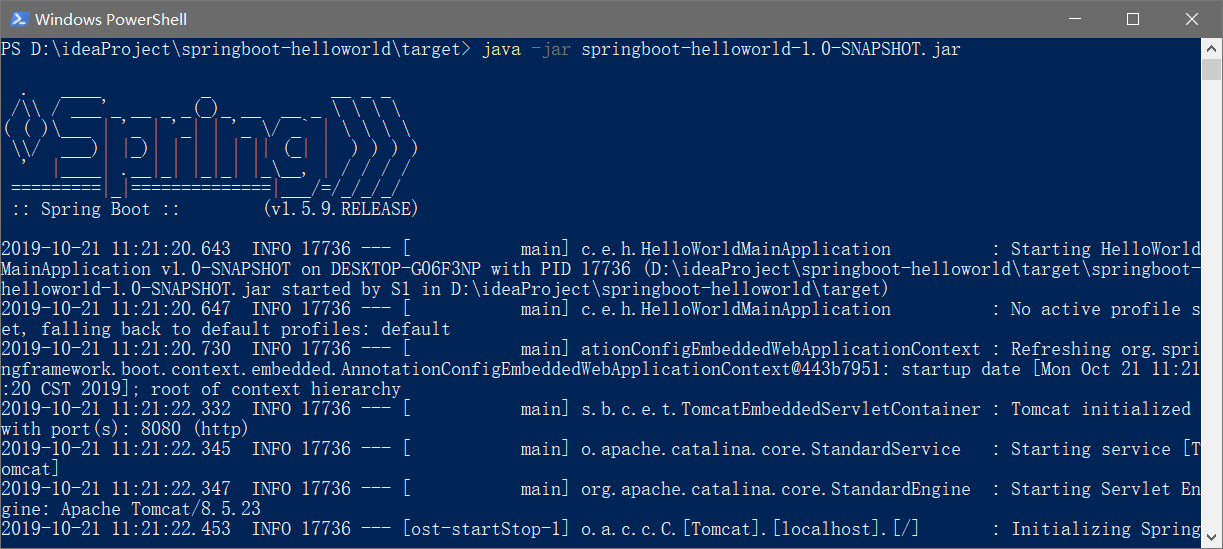 Windows PowerShell
PS D:\ideaProject\springboot-helloworld\target> java -jar springboot-helloworld-1.0-SNAPSHOT.jar
  .   ____          _            __ _ _
 /\\ / ___'_ __ _ _(_)_ __  __ _ \ \ \ \
( ( )\___ | '_ | '_| | '_ \/ _` | \ \ \ \
 \\/  ___)| |_)| | | | | || (_| |  ) ) ) )
  '  |____| .__|_| |_|_| |_\__, | / / / /
 =========|_|==============|___/=/_/_/_/
 :: Spring Boot ::        (v1.5.9.RELEASE)
2019-10-21 11:21:20.643  INFO 17736 --- [           main] c.e.h.HelloWorldMainApplication          : Starting HelloWorld
MainApplication v1.0-SNAPSHOT on DESKTOP-G06F3NP with PID 17736 (D:\ideaProject\springboot-helloworld\target\springboot-
helloworld-1.0-SNAPSHOT.jar started by S1 in D:\ideaProject\springboot-helloworld\target)
2019-10-21 11:21:20.647  INFO 17736 --- [           main] c.e.h.HelloWorldMainApplication          : No active profile s
et, falling back to default profiles: default
2019-10-21 11:21:20.730  INFO 17736 --- [           main] ationConfigEmbeddedWebApplicationContext : Refreshing org.spri
ngframework.boot.context.embedded.AnnotationConfigEmbeddedWebApplicationContext@443b7951: startup date [Mon Oct 21 11:21
:20 CST 2019]; root of context hierarchy
2019-10-21 11:21:22.332  INFO 17736 --- [           main] s.b.c.e.t.TomcatEmbeddedServletContainer : Tomcat initialized
with port(s): 8080 (http)
2019-10-21 11:21:22.345  INFO 17736 --- [           main] o.apache.catalina.core.StandardService   : Starting service [T
omcat]
2019-10-21 11:21:22.347  INFO 17736 --- [           main] org.apache.catalina.core.StandardEngine  : Starting Servlet En
gine: Apache Tomcat/8.5.23
2019-10-21 11:21:22.453  INFO 17736 --- [ost-startStop-1] o.a.c.c.C.[Tomcat].[localhost].[/]       : Initializing Spring